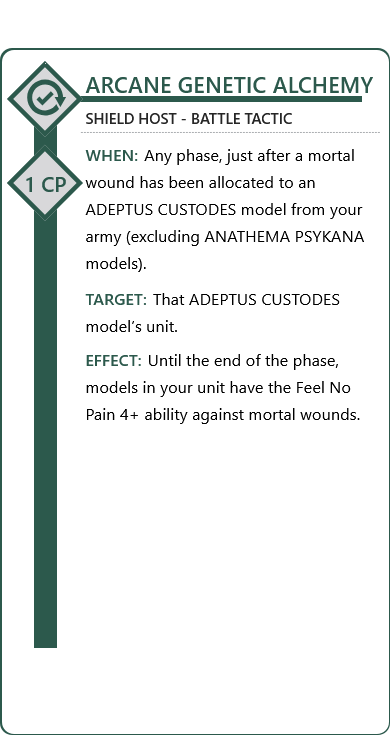 ARCANE GENETIC ALCHEMY
SHIELD HOST - BATTLE TACTIC
1 CP
WHEN: Any phase, just after a mortal
wound has been allocated to an
ADEPTUS CUSTODES model from your
army (excluding ANATHEMA PSYKANA
models).
TARGET: That ADEPTUS CUSTODES
model’s unit.
EFFECT: Until the end of the phase,
models in your unit have the Feel No
Pain 4+ ability against mortal wounds.